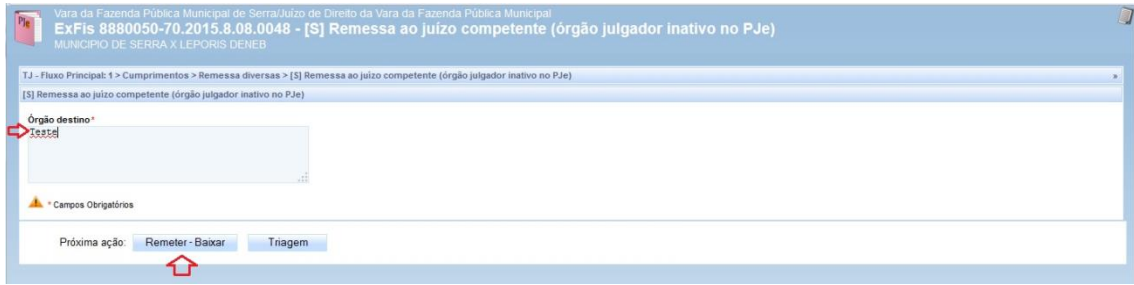 PJe
Vara da Fazenda Pública Municipal de Serra/Juízo de Direito da Vara da Fazenda Pública Municipal
ExFis 8880050-70.2015.8.08.0048 - [S] Remessa ao juízo competente (órgão julgador inativo no PJe)
MUNICIPIO DE SERRA X LEPORIS DENEB
TJ - Fluxo Principal: 1 > Cumprimentos > Remessa diversas > [S] Remessa ao juízo competente (órgão julgador inativo no PJe) »
[S] Remessa ao juízo competente (órgão julgador inativo no PJe)
Órgão destino *
Teste
* Campos Obrigatórios
Próxima ação: Remeter - Baixar Triagem